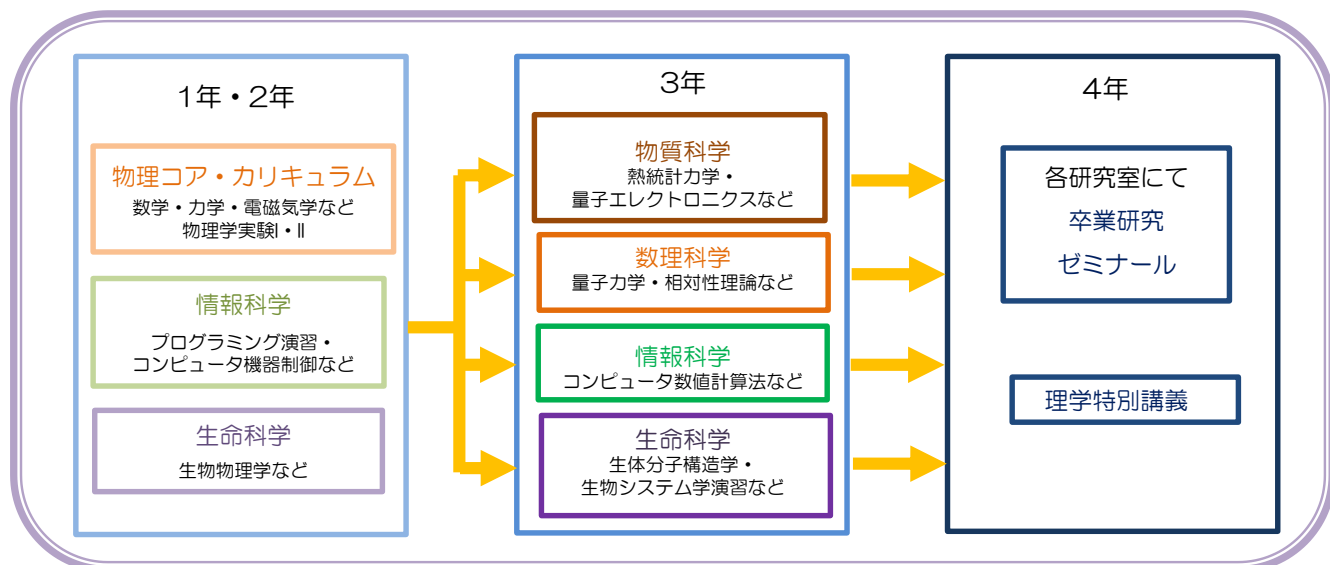 1年・2年
物理コア・カリキュラム
数学・力学・電磁気学など
物理学実験Ⅰ・Ⅱ
情報科学
プログラミング演習・
コンピュータ機器制御など
生命科学
生物物理学など
3年
物質科学
熱統計力学・
量子エレクトロニクスなど
数理科学
量子力学・相対性理論など
情報科学
コンピュータ数値計算法など
生命科学
生体分子構造学・
生物システム学演習など
4年
各研究室にて
卒業研究
ゼミナール
理学特別講義